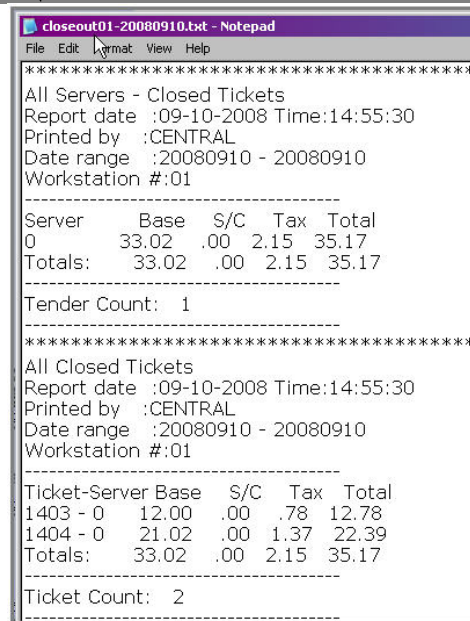 closeout01-20080910.txt - Notepad
File Edit Format View Help
******************************************
All Servers - Closed Tickets
Report date :09-10-2008 Time:14:55:30
Printed by :CENTRAL
Date range :20080910 - 20080910
Workstation #:01
----------------------------------------
Server Base S/C Tax Total
0 33.02 .00 2.15 35.17
Totals: 33.02 .00 2.15 35.17
----------------------------------------
Tender Count: 1
----------------------------------------
******************************************
All Closed Tickets
Report date :09-10-2008 Time:14:55:30
Printed by :CENTRAL
Date range :20080910 - 20080910
Workstation #:01
----------------------------------------
Ticket-Server Base S/C Tax Total
1403 - 0 12.00 .00 .78 12.78
1404 - 0 21.02 .00 1.37 22.39
Totals: 33.02 .00 2.15 35.17
----------------------------------------
Ticket Count: 2
----------------------------------------